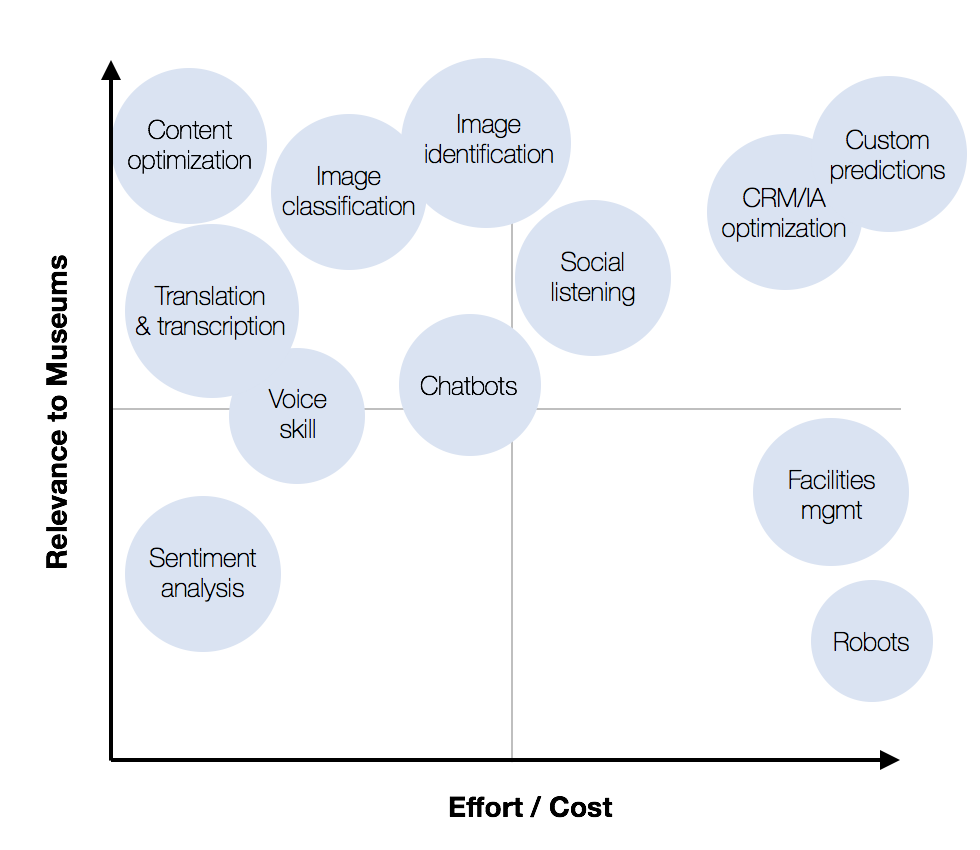 Content
optimization
Image
classification
Image
identification
Custom
predictions
CRM/IA
optimization
Social
listening
Translation
& transcription
Voice
skill
Chatbots
Facilities
mgmt
Sentiment
analysis
Robots
Relevance to Museums
Effort / Cost